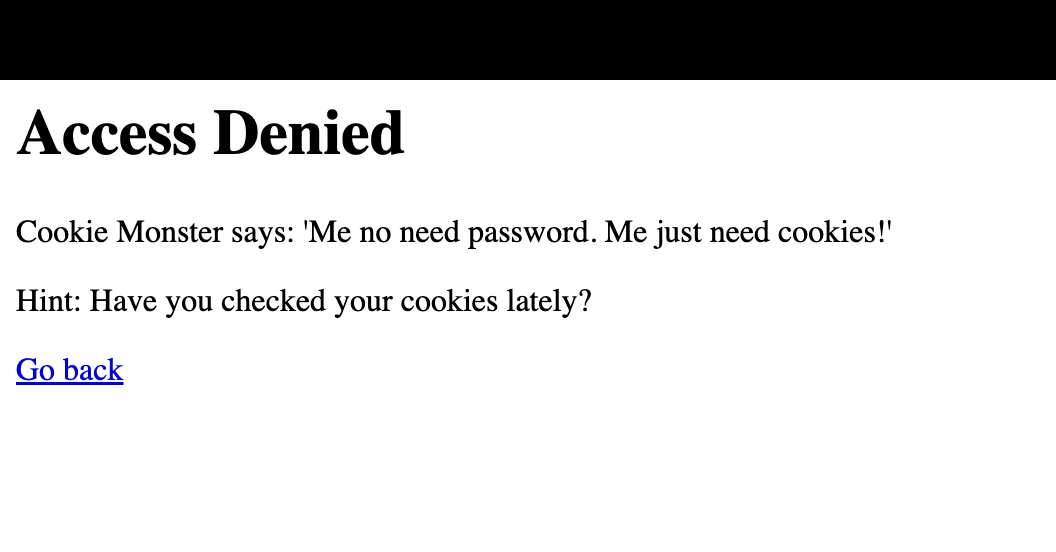 Access Denied
Cookie Monster says: 'Me no need password. Me just need cookies!'
Hint: Have you checked your cookies lately?
Go back